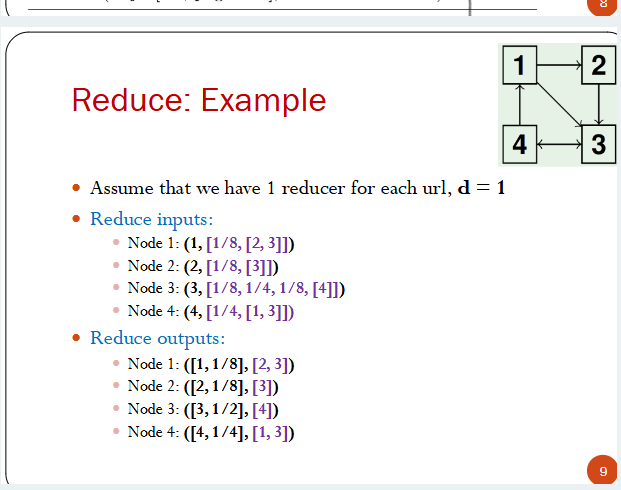 8
Reduce: Example
1 2
4 3
• Assume that we have 1 reducer for each url, d = 1
• Reduce inputs:
• Node 1: (1, [1/8, [2, 3]])
• Node 2: (2, [1/8, [3]])
• Node 3: (3, [1/8, 1/4, 1/8, [4]])
• Node 4: (4, [1/4, [1, 3]])
• Reduce outputs:
• Node 1: ([1, 1/8], [2, 3])
• Node 2: ([2, 1/8], [3])
• Node 3: ([3, 1/2], [4])
• Node 4: ([4, 1/4], [1, 3])
9